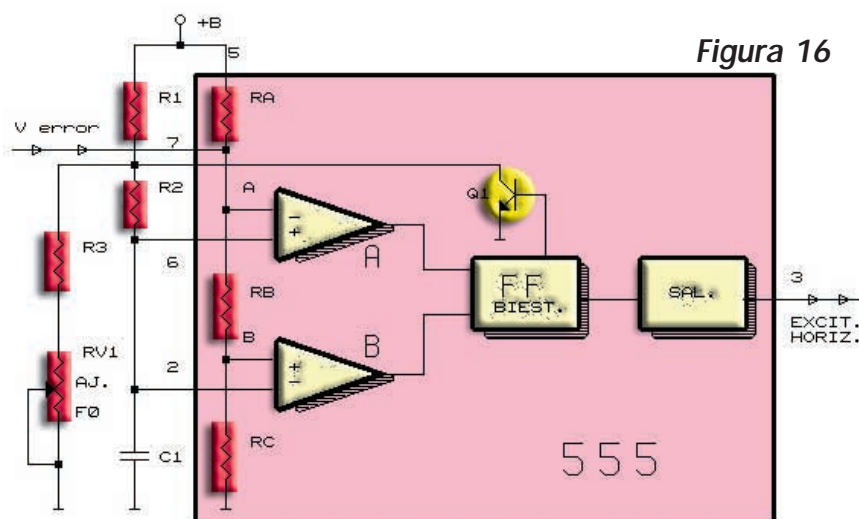 +B
5
Figura 16
R1
RA
V error
7
R2
A
Q1
- +
A
R3
6
FF
BIEST.
SAL.
3
RB
EXCIT.
HORIZ.
B
B
+ -
RV1
AJ.
F0
2
C1
RC
555